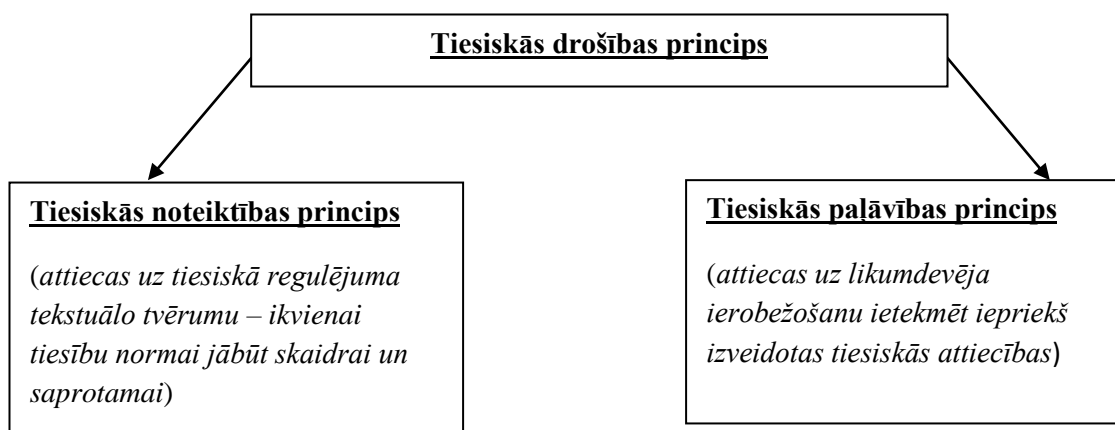 Tiesiskās drošības princips
Tiesiskās noteiktības princips
(attiecas uz tiesiskā regulējuma
tekstuālo tvērumu – ikvienai
tiesību normai jābūt skaidrai un
saprotamai)
Tiesiskās paļāvības princips
(attiecas uz likumdevēja
ierobežošanu ietekmēt iepriekš
izveidotas tiesiskās attiecības)